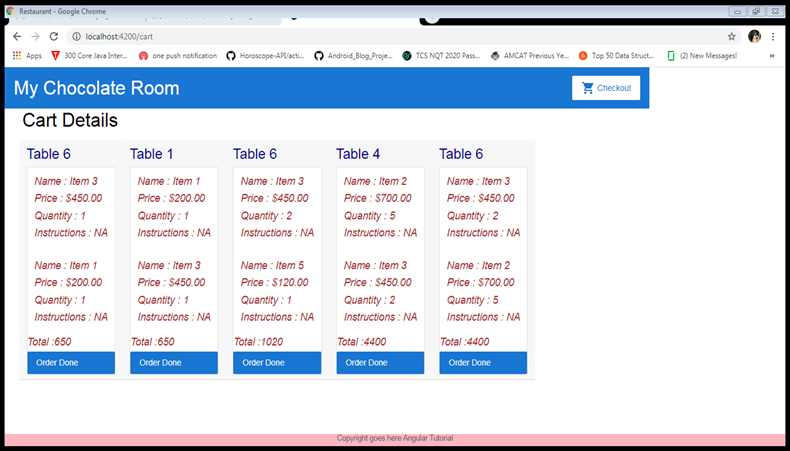 Restaurant - Google Chrome
localhost:4200/cart
Apps 300 Core Java Inter... one push notification Horoscope-API/acti... Android_Blog_Proje... TCS NQT 2020 Pass... AMCAT Previous Ye... Top 50 Data Struct... (2) New Messages! »
My Chocolate Room
Checkout
Cart Details
Table 6
Name : Item 3
Price : $450.00
Quantity : 1
Instructions : NA
Name : Item 1
Price : $200.00
Quantity : 1
Instructions : NA
Total :650
Order Done
Table 1
Name : Item 1
Price : $200.00
Quantity : 1
Instructions : NA
Name : Item 3
Price : $450.00
Quantity : 1
Instructions : NA
Total :650
Order Done
Table 6
Name : Item 3
Price : $450.00
Quantity : 2
Instructions : NA
Name : Item 5
Price : $120.00
Quantity : 1
Instructions : NA
Total :1020
Order Done
Table 4
Name : Item 2
Price : $700.00
Quantity : 5
Instructions : NA
Name : Item 3
Price : $450.00
Quantity : 2
Instructions : NA
Total :4400
Order Done
Table 6
Name : Item 3
Price : $450.00
Quantity : 2
Instructions : NA
Name : Item 2
Price : $700.00
Quantity : 5
Instructions : NA
Total :4400
Order Done
Copyright goes here Angular Tutorial